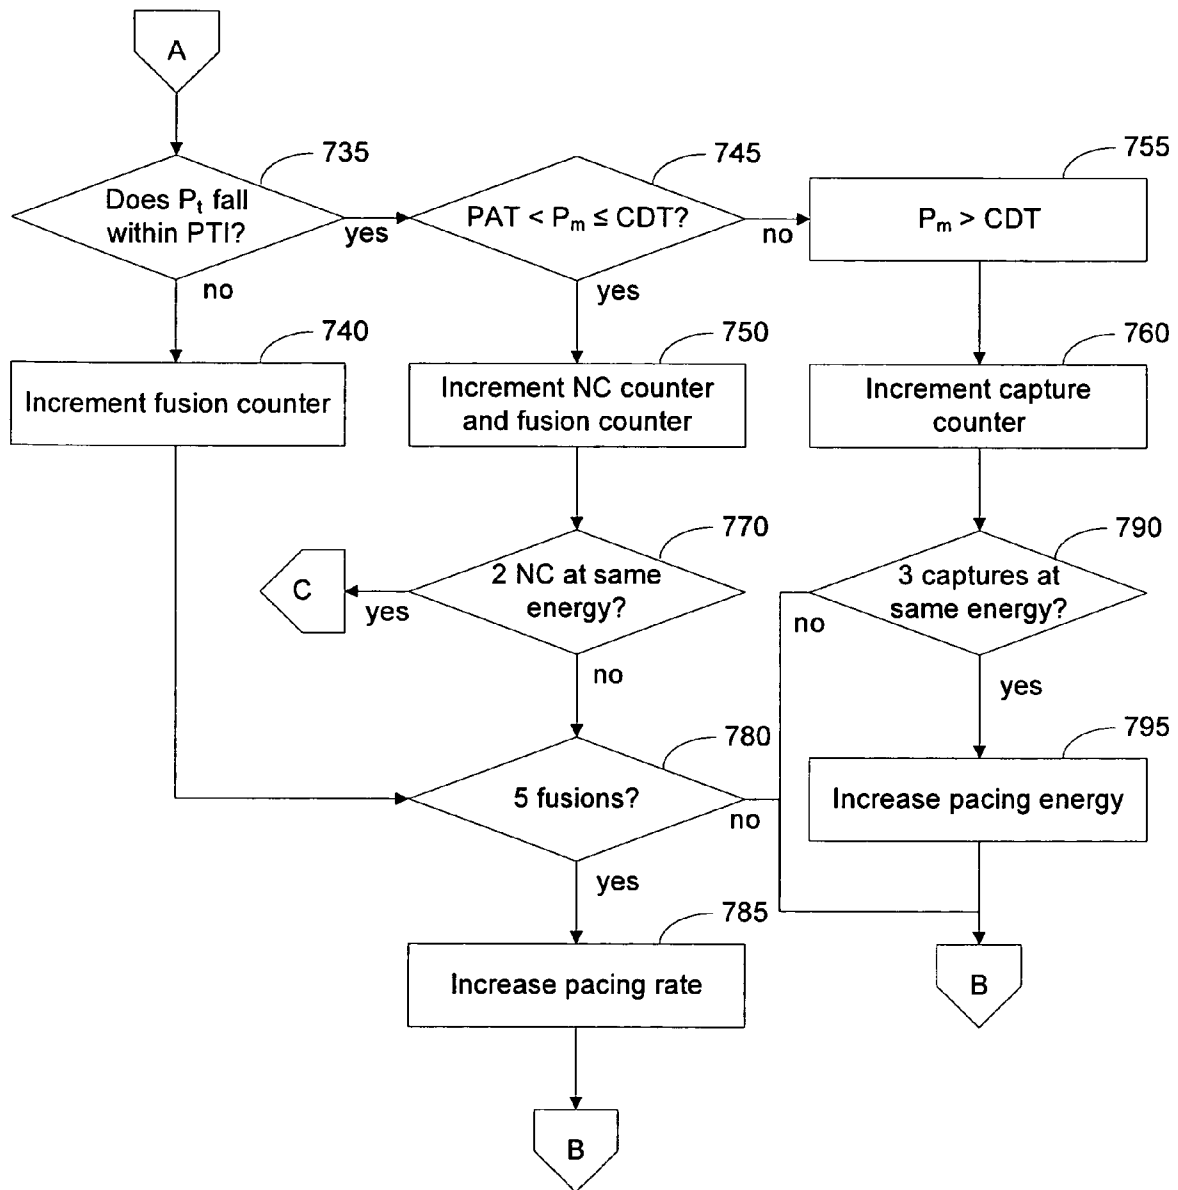 A
735
Does Pt fall
within PTI?
yes
no
745
PAT < Pm ≤ CDT?
no
yes
755
Pm > CDT
740
Increment fusion counter
750
Increment NC counter
and fusion counter
760
Increment capture
counter
770
2 NC at same
energy?
yes
no
C
790
3 captures at
same energy?
no
yes
780
5 fusions?
no
yes
795
Increase pacing energy
785
Increase pacing rate
B
B